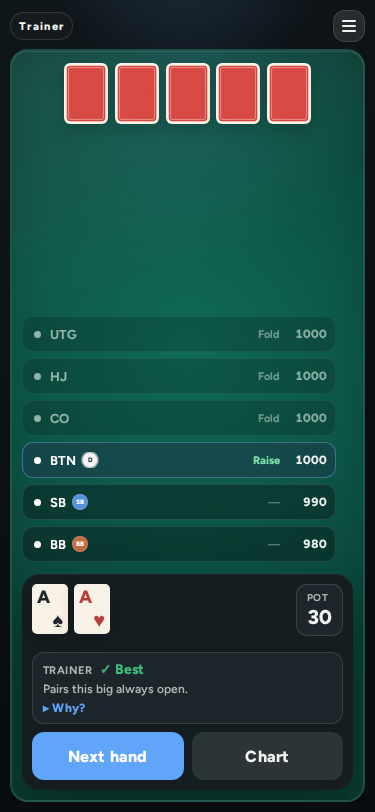 Trainer
UTG Fold 1000
HJ Fold 1000
CO Fold 1000
BTN D Raise 1000
SB SB — 990
BB BB — 980
A A
POT
30
TRAINER ✓ Best
Pairs this big always open.
▸ Why?
Next hand Chart